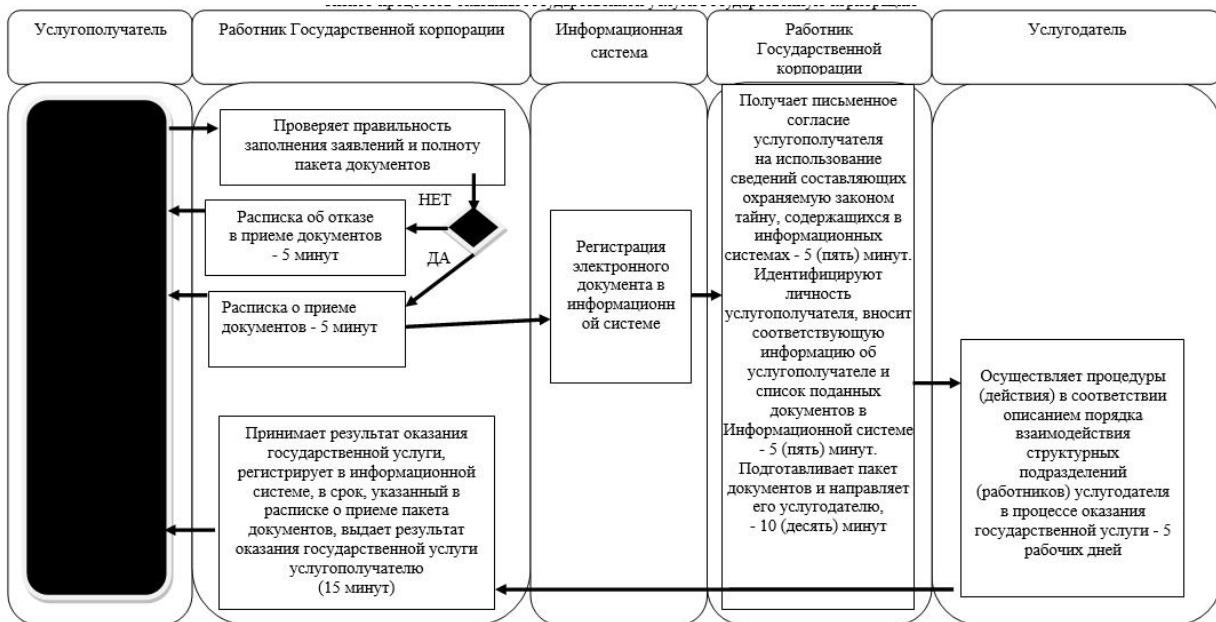 Услугополучатель
Работник Государственной корпорации
Информационная
система
Работник
Государственной
корпорации
Услугодатель
Проверяет правильность
заполнения заявлений и полноту
пакета документов
НЕТ
Расписка об отказе
в приеме документов
- 5 минут
ДА
Расписка о приеме
документов - 5 минут
Принимает результат оказания
государственной услуги,
регистрирует в информационной
системе, в срок, указанный в
расписке о приеме пакета
документов, выдает результат
оказания государственной услуги
услугополучателю
(15 минут)
Регистрация
электронного
документа в
информационн
ой системе
Получает письменное
согласие
услугополучателя
на использование
сведений составляющих
охраняемую законом
тайну, содержащихся в
информационных
системах - 5 (пять) минут.
Идентифицируют
личность
услугополучателя, вносит
соответствующую
информацию об
услугополучателе и
список поданных
документов в
Информационной системе
- 5 (пять) минут.
Подготавливает пакет
документов и направляет
его услугодателю,
- 10 (десять) минут
Осуществляет процедуры
(действия) в соответствии
описанием порядка
взаимодействия
структурных
подразделений
(работников) услугодателя
в процессе оказания
государственной услуги - 5
рабочих дней